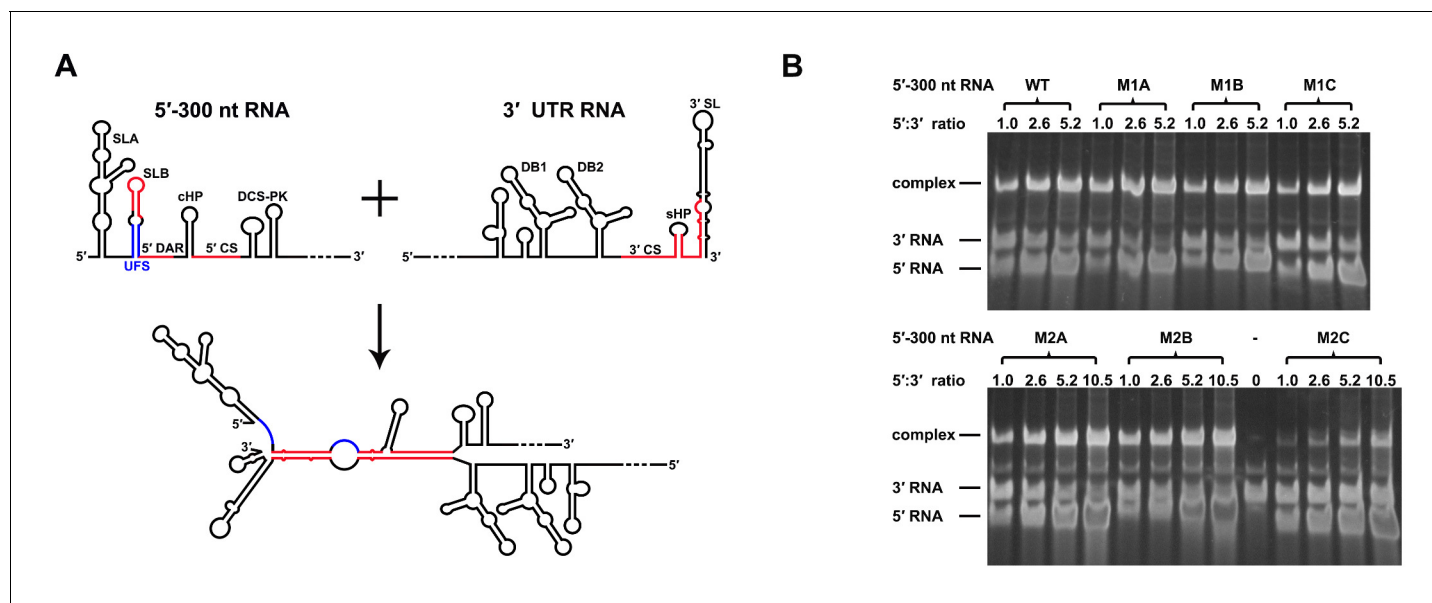 A
5′-300 nt RNA
3′ UTR RNA
3′ SL
SLA
SLB
cHP
DCS-PK
DB1
DB2
sHP
5′
5′ DAR
5′ CS
3′
UFS
5′
3′ CS
3′
5′
3′
3′
5′
B
5′-300 nt RNA WT M1A M1B M1C
5′:3′ ratio 1.0 2.6 5.2 1.0 2.6 5.2 1.0 2.6 5.2 1.0 2.6 5.2
complex
3′ RNA
5′ RNA
5′-300 nt RNA M2A M2B - M2C
5′:3′ ratio 1.0 2.6 5.2 10.5 1.0 2.6 5.2 10.5 0 1.0 2.6 5.2 10.5
complex
3′ RNA
5′ RNA